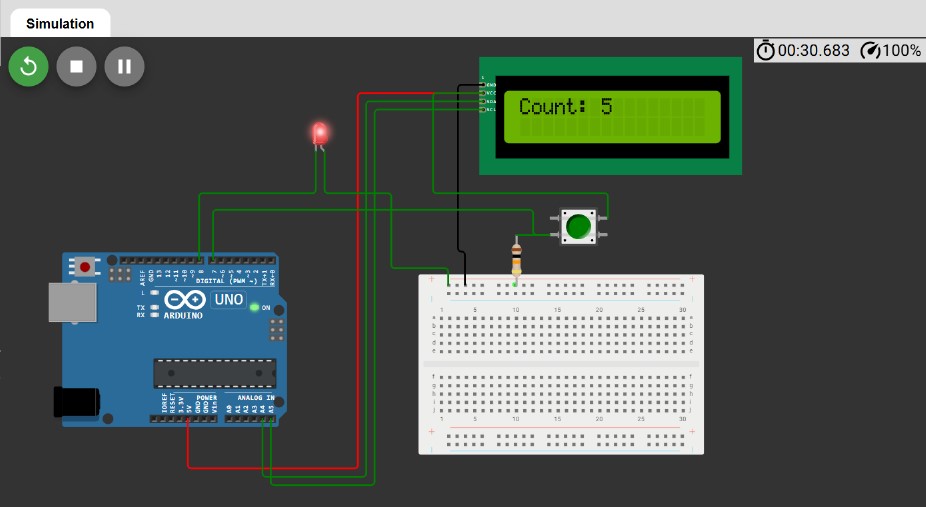 Simulation
00:30.683
100%
1
GND
VCC
SDA
SCL
Count: 5
AREF
GND
13
12
~11
~10
~9
8
7
~6
~5
4
~3
2
TX→1
RX←0
DIGITAL (PWM ~)
L
TX
RX
UNO
ON
ARDUINO
IOREF
RESET
3.3V
5V
GND
GND
Vin
POWER
ANALOG IN
A0
A1
A2
A3
A4
A5
1 5 10 15 20 25 30
a
b
c
d
e
f
g
h
i
j
1 5 10 15 20 25 30